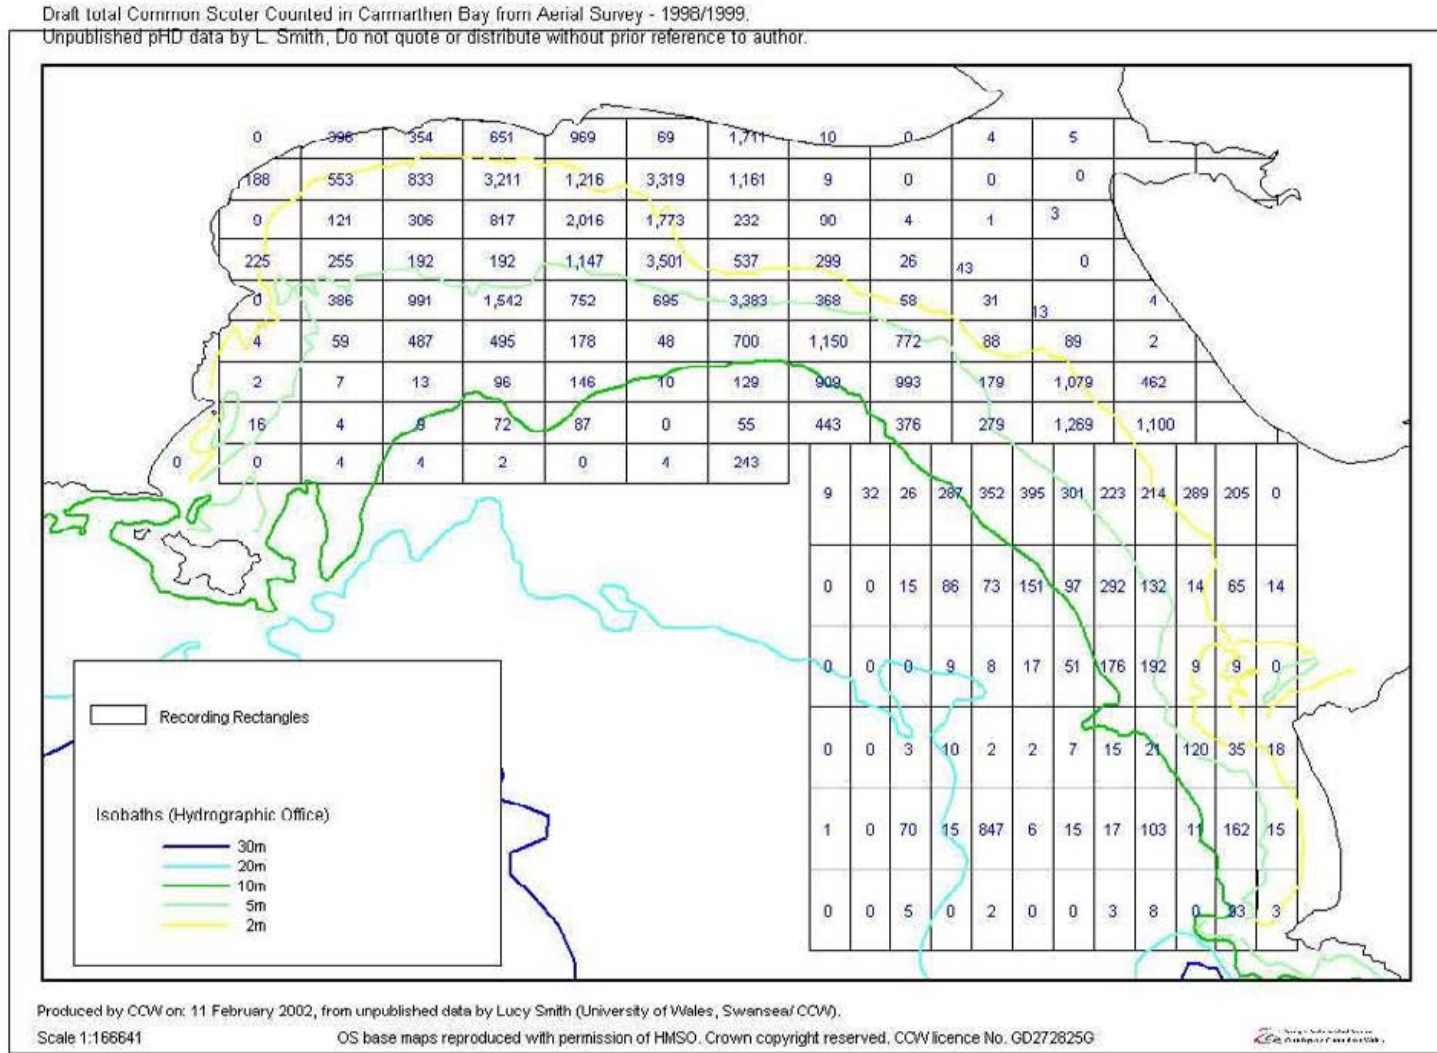 Draft total Common Scoter Counted in Carmarthen Bay from Aerial Survey - 1998/1999.
Unpublished pHD data by L. Smith, Do not quote or distribute without prior reference to author.
0 396 354 651 969 69 1,711 10 0 4 5
188 553 833 3,211 1,216 3,319 1,161 9 0 0 0
9 121 306 817 2,016 1,773 232 90 4 1 3
225 255 192 192 1,147 3,501 537 299 26 43 0
0 386 991 1,542 752 695 3,383 368 58 31 13 4
4 59 487 495 178 48 700 1,150 772 88 89 2
2 7 13 96 146 10 129 909 993 179 1,079 462
16 4 9 72 87 0 55 443 376 279 1,269 1,100
0 0 4 4 2 0 4 243
9 32 26 287 352 395 301 223 214 289 205 0
0 0 15 86 73 151 97 292 132 14 65 14
0 0 0 9 8 17 51 176 192 9 9 0
0 0 3 10 2 2 7 15 21 120 35 18
1 0 70 15 847 6 15 17 103 11 162 15
0 0 5 0 2 0 0 3 8 0 93 3
Recording Rectangles
Isobaths (Hydrographic Office)
30m
20m
10m
5m
2m
Produced by CCW on: 11 February 2002, from unpublished data by Lucy Smith (University of Wales, Swansea/ CCW).
Scale 1:166641
OS base maps reproduced with permission of HMSO. Crown copyright reserved. CCW licence No. GD272825G